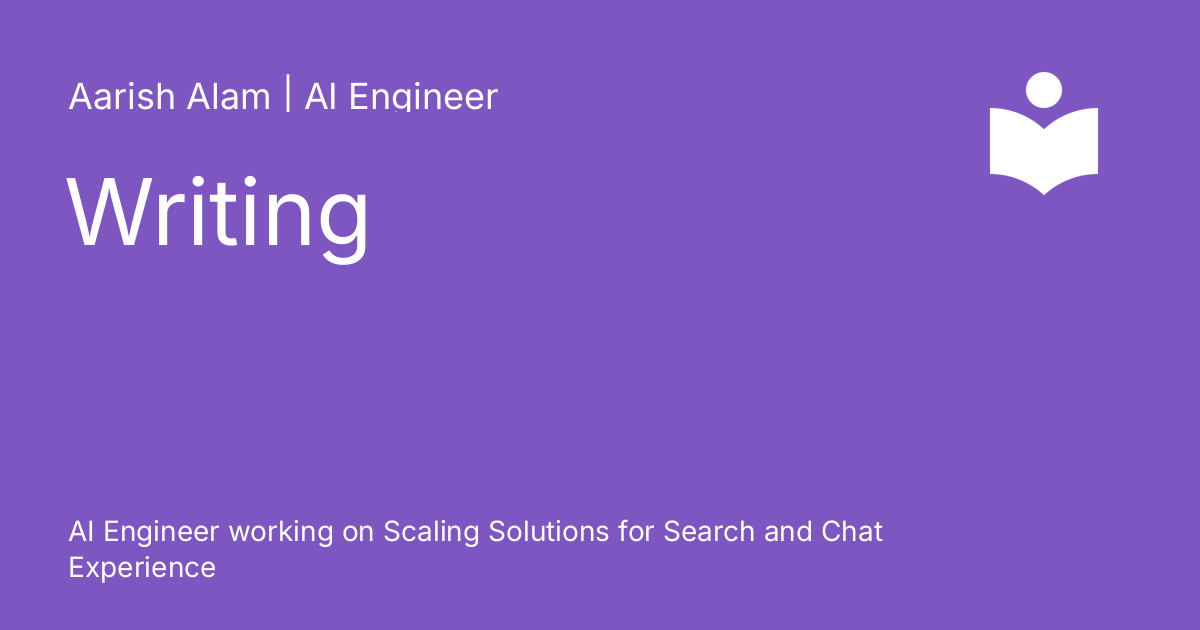 Aarish Alam | AI Engineer
Writing
AI Engineer working on Scaling Solutions for Search and Chat
Experience